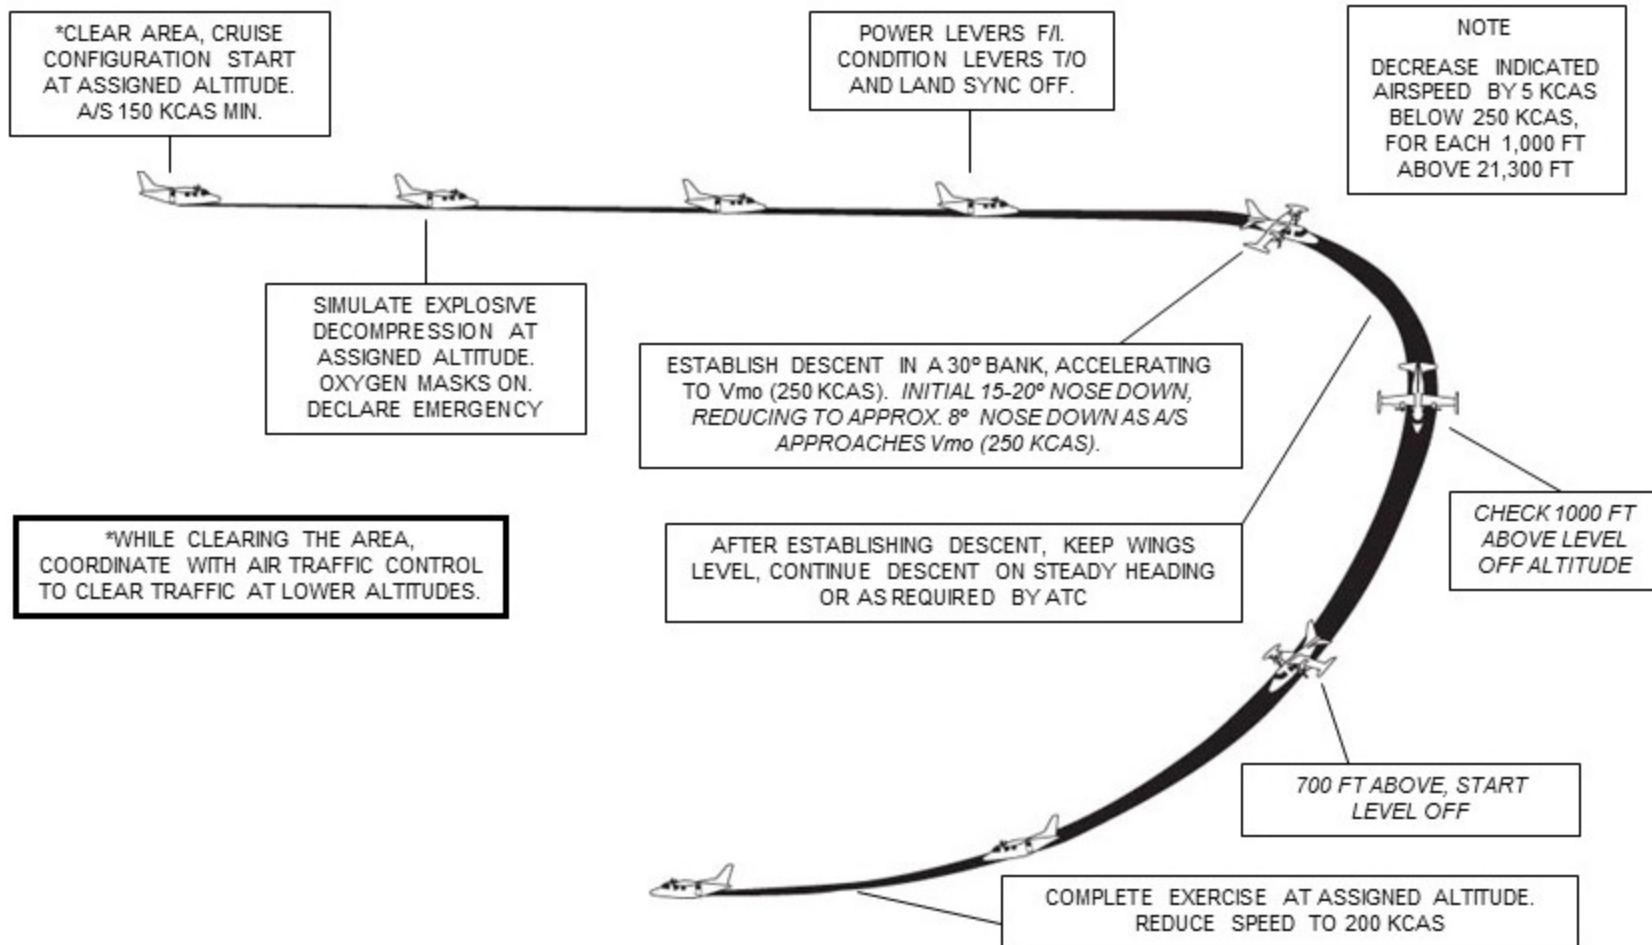 *CLEAR AREA, CRUISE
CONFIGURATION START
AT ASSIGNED ALTITUDE.
A/S 150 KCAS MIN.
POWER LEVERS F/I.
CONDITION LEVERS T/O
AND LAND SYNC OFF.
NOTE
DECREASE INDICATED
AIRSPEED BY 5 KCAS
BELOW 250 KCAS,
FOR EACH 1,000 FT
ABOVE 21,300 FT
SIMULATE EXPLOSIVE
DECOMPRESSION AT
ASSIGNED ALTITUDE.
OXYGEN MASKS ON.
DECLARE EMERGENCY
ESTABLISH DESCENT IN A 30º BANK, ACCELERATING
TO Vmo (250 KCAS). INITIAL 15-20º NOSE DOWN,
REDUCING TO APPROX. 8º NOSE DOWN AS A/S
APPROACHES Vmo (250 KCAS).
*WHILE CLEARING THE AREA,
COORDINATE WITH AIR TRAFFIC CONTROL
TO CLEAR TRAFFIC AT LOWER ALTITUDES.
AFTER ESTABLISHING DESCENT, KEEP WINGS
LEVEL, CONTINUE DESCENT ON STEADY HEADING
OR AS REQUIRED BY ATC
CHECK 1000 FT
ABOVE LEVEL
OFF ALTITUDE
700 FT ABOVE, START
LEVEL OFF
COMPLETE EXERCISE AT ASSIGNED ALTITUDE.
REDUCE SPEED TO 200 KCAS